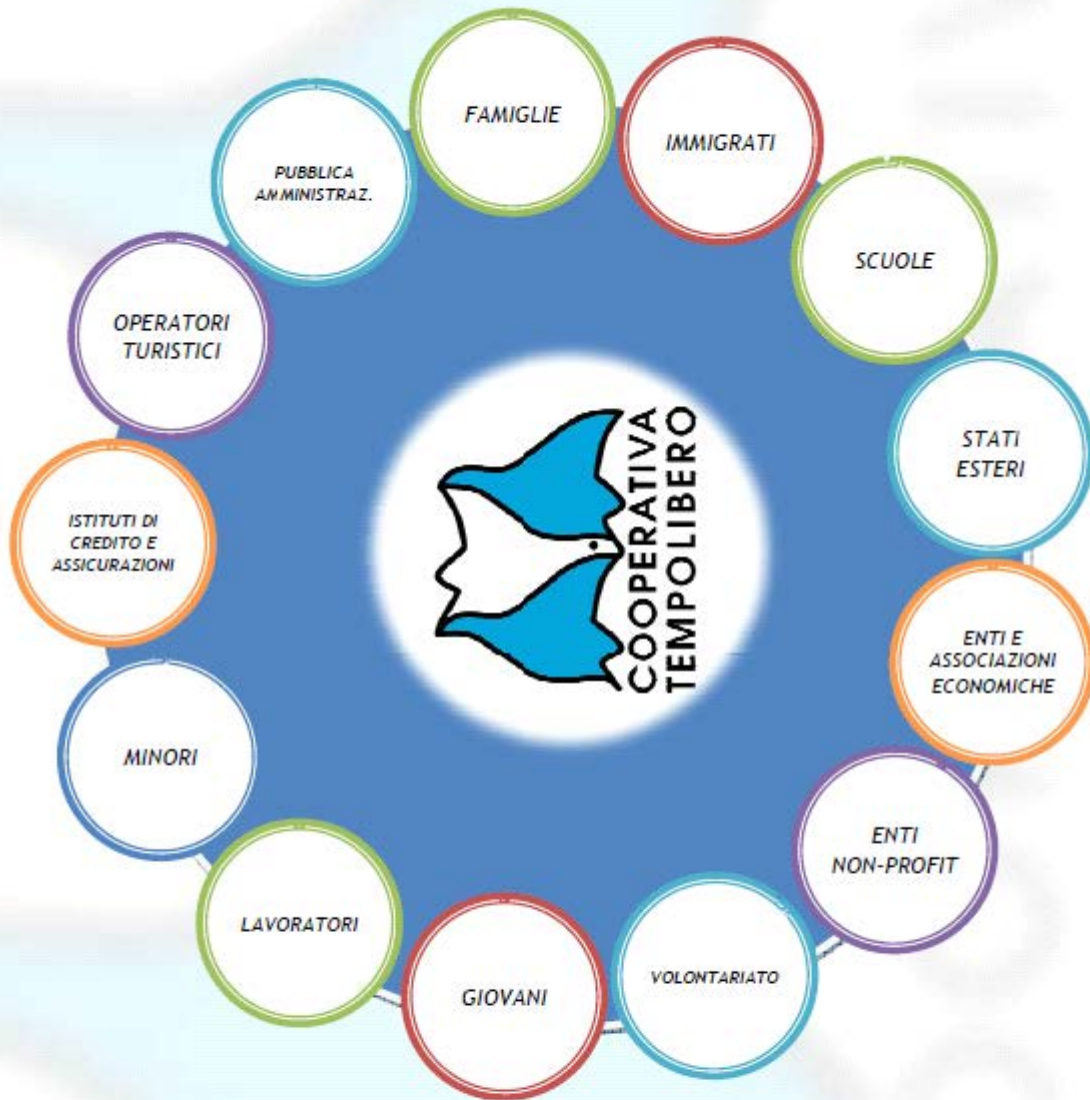 FAMIGLIE
IMMIGRATI
SCUOLE
STATI
ESTERI
ENTI E
ASSOCIAZIONI
ECONOMICHE
ENTI
NON-PROFIT
VOLONTARIATO
GIOVANI
LAVORATORI
MINORI
ISTITUTI DI
CREDITO E
ASSICURAZIONI
OPERATORI
TURISTICI
PUBBLICA
AMMINISTRAZ.
COOPERATIVA
TEMPOLIBERO